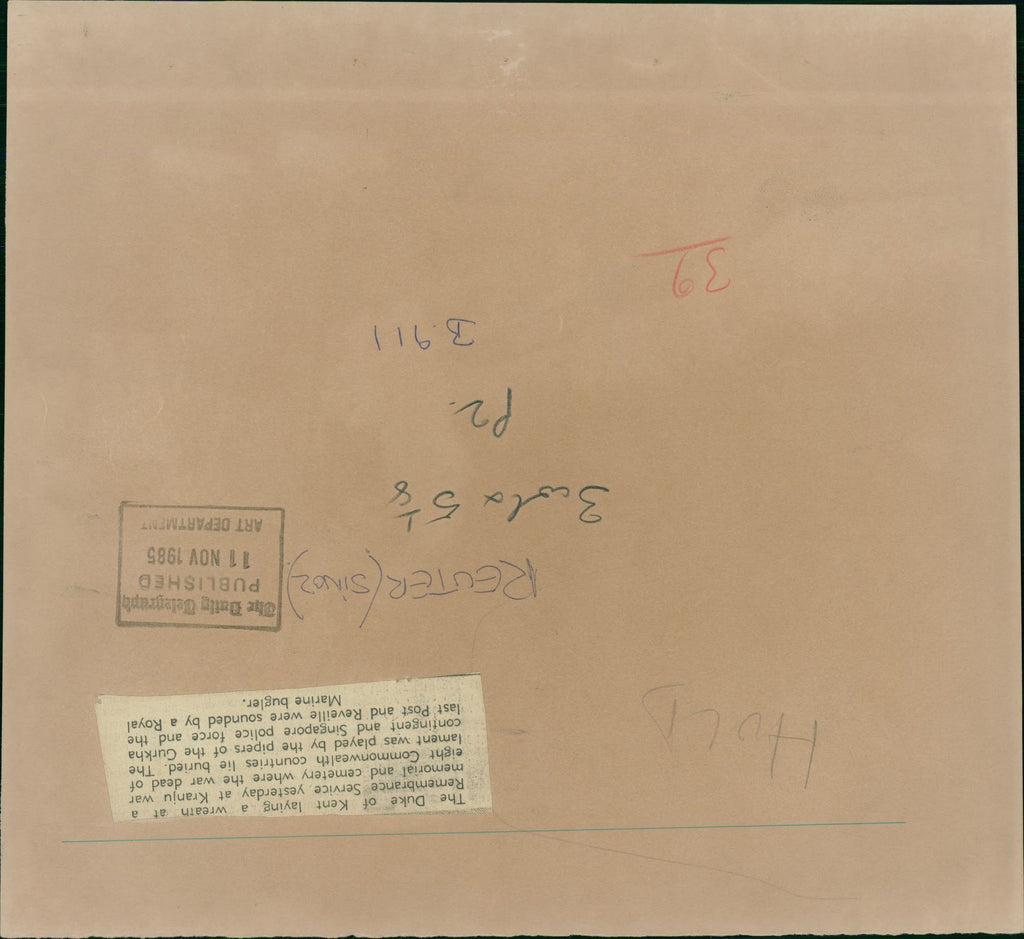 The Duke of Kent laying a wreath at a
Remembrance Service yesterday at Kranju war
memorial and cemetery where the war dead of
eight Commonwealth countries lie buried. The
lament was played by the pipers of the Gurkha
contingent and Singapore police force and the
last Post and Reveille were sounded by a Royal
Marine bugler.
HOLD
The Daily Telegraph
PUBLISHED
11 NOV 1985
ART DEPARTMENT
REUTER (SIN02)
3 cols x 5 1/8
P2.
B.911
39